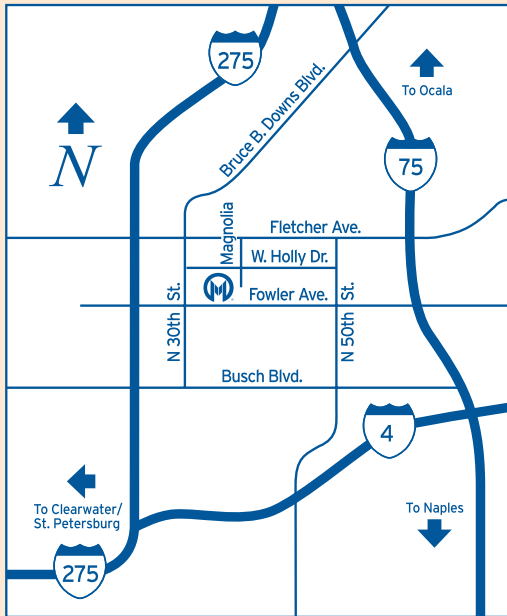 275
To Ocala
Bruce B. Downs Blvd.
N
75
Magnolia
Fletcher Ave.
W. Holly Dr.
N 30th St.
Fowler Ave.
N 50th St.
Busch Blvd.
4
To Clearwater/
St. Petersburg
To Naples
275